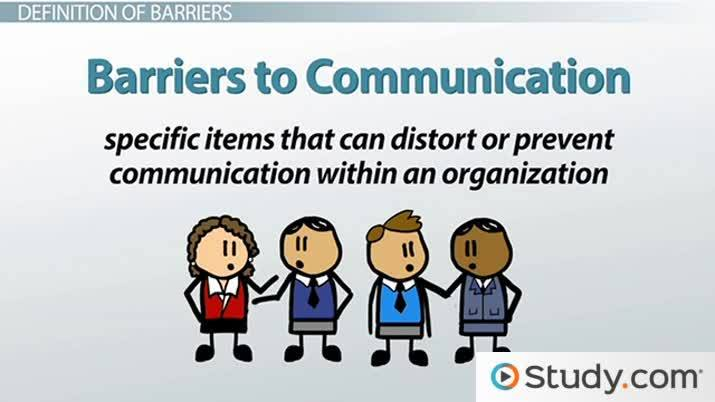 DEFINITION OF BARRIERS
Barriers to Communication
specific items that can distort or prevent
communication within an organization
Study.com